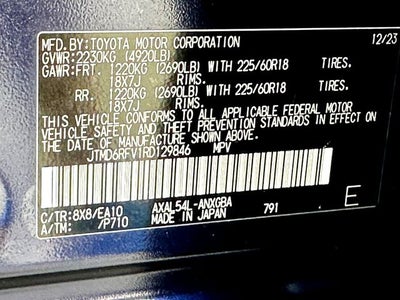 MFD.BY:TOYOTA MOTOR CORPORATION 12/23
GVWR:2230KG (4920LB)
GAWR:FRT. 1220KG (2690LB) WITH 225/60R18 TIRES.
18X7J RIMS.
RR. 1220KG (2690LB) WITH 225/60R18 TIRES.
18X7J RIMS.
THIS VEHICLE CONFORMS TO ALL APPLICABLE FEDERAL MOTOR
VEHICLE SAFETY AND THEFT PREVENTION STANDARDS IN EFFECT ON
THE DATE OF MANUFACTURE SHOWN ABOVE.
JTMD6RFV1RD129846 MPV
C/TR:8X8/EA10 AXAL54L-ANXGBA 791 E
A/TM: /P710 MADE IN JAPAN